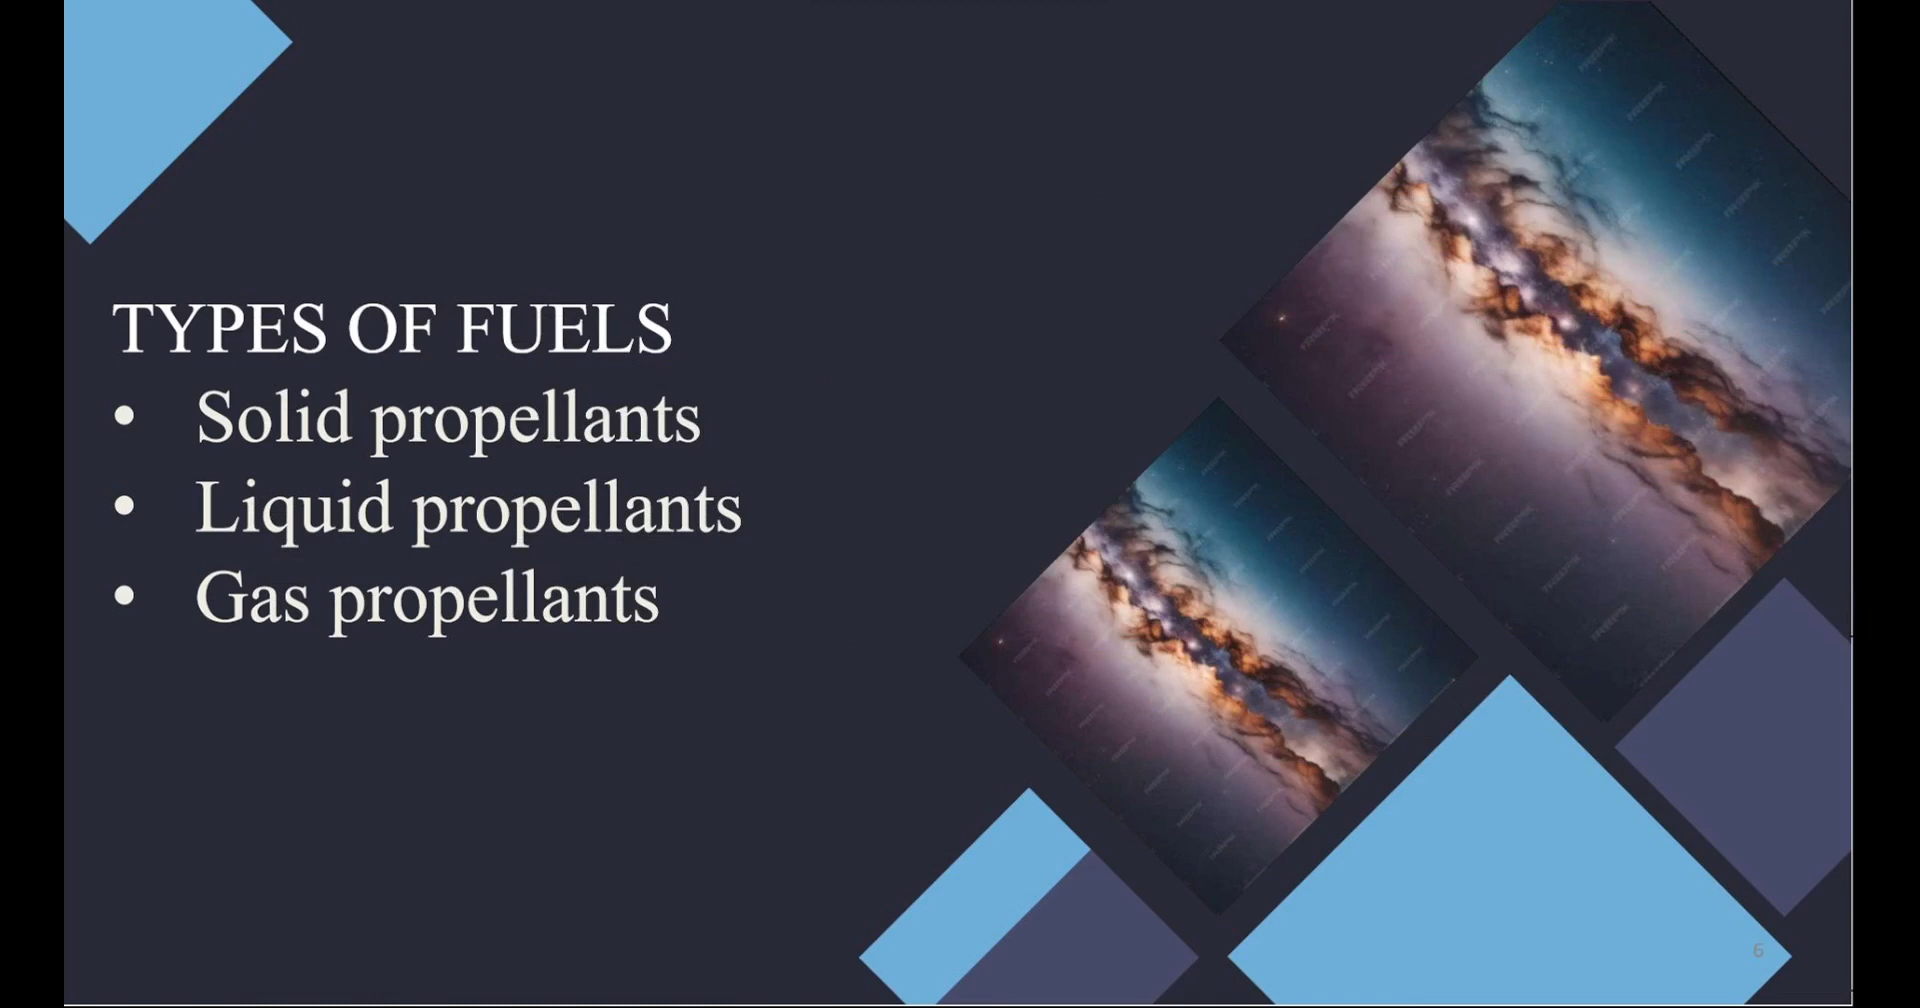 TYPES OF FUELS
• Solid propellants
• Liquid propellants
• Gas propellants
6